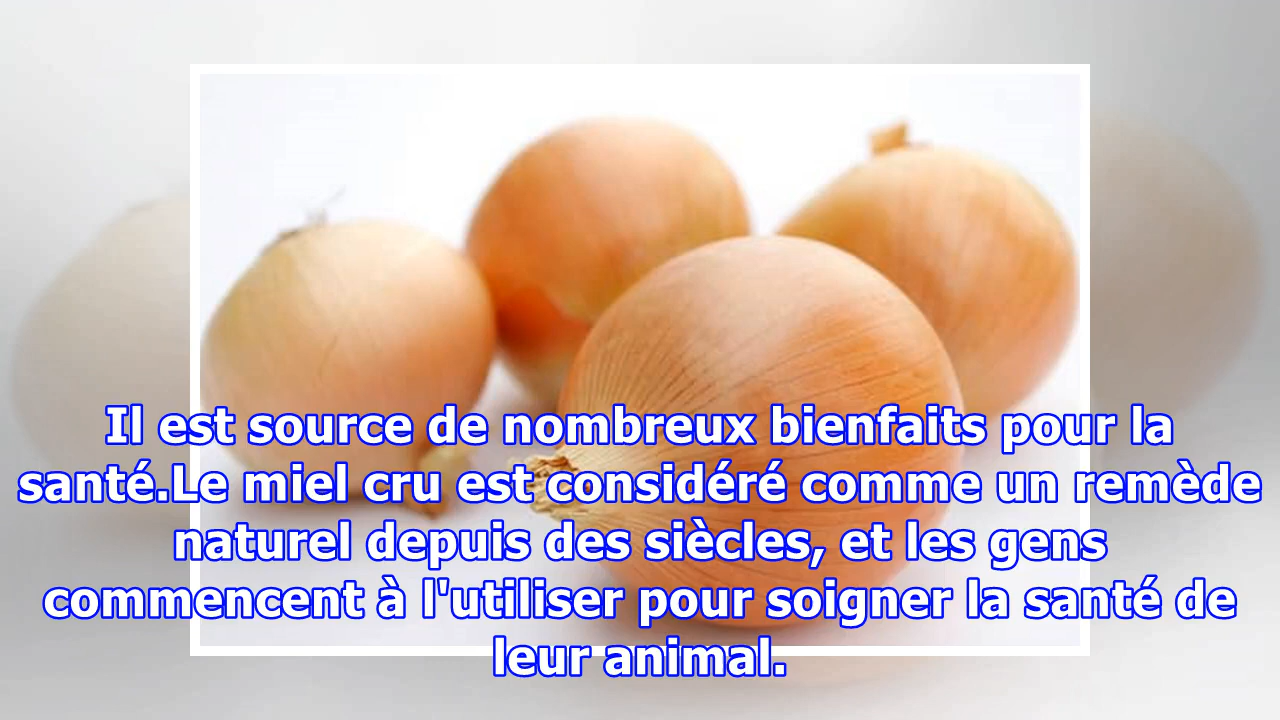 Il est source de nombreux bienfaits pour la
santé.Le miel cru est considéré comme un remède
naturel depuis des siècles, et les gens
commencent à l'utiliser pour soigner la santé de
leur animal.